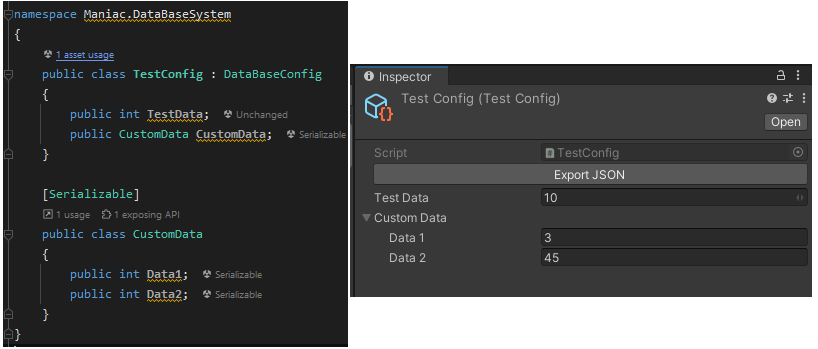 namespace Maniac.DataBaseSystem
{
1 asset usage
public class TestConfig : DataBaseConfig
{
public int TestData; Unchanged
public CustomData CustomData; Serializable
}
[Serializable]
1 usage 1 exposing API
public class CustomData
{
public int Data1; Serializable
public int Data2; Serializable
}
}
Inspector
Test Config (Test Config)
Open
Script TestConfig
Export JSON
Test Data 10
Custom Data
Data 1 3
Data 2 45